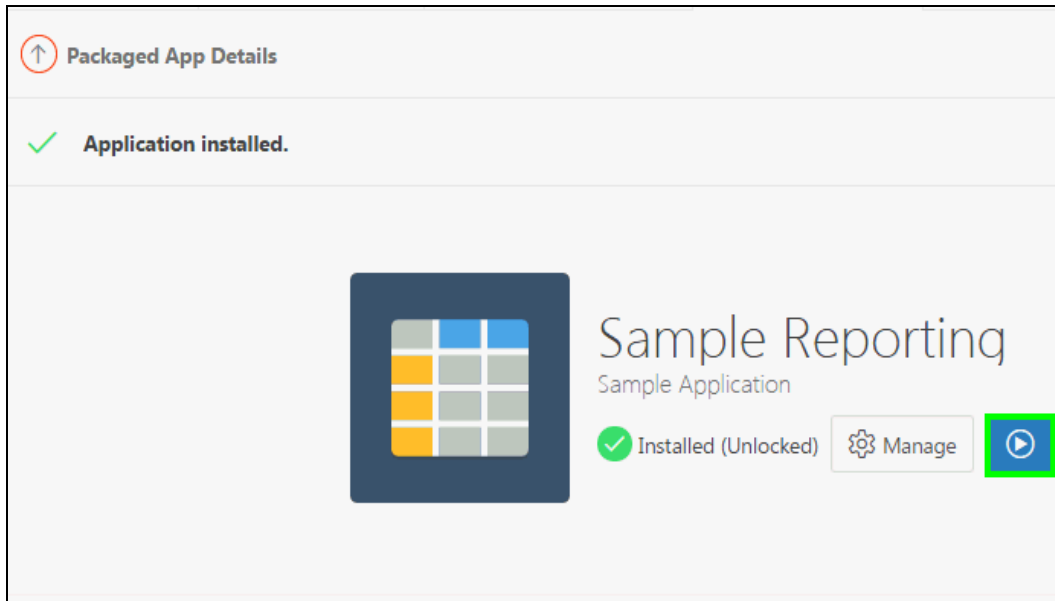 Packaged App Details
Application installed.
Sample Reporting
Sample Application
Installed (Unlocked) Manage